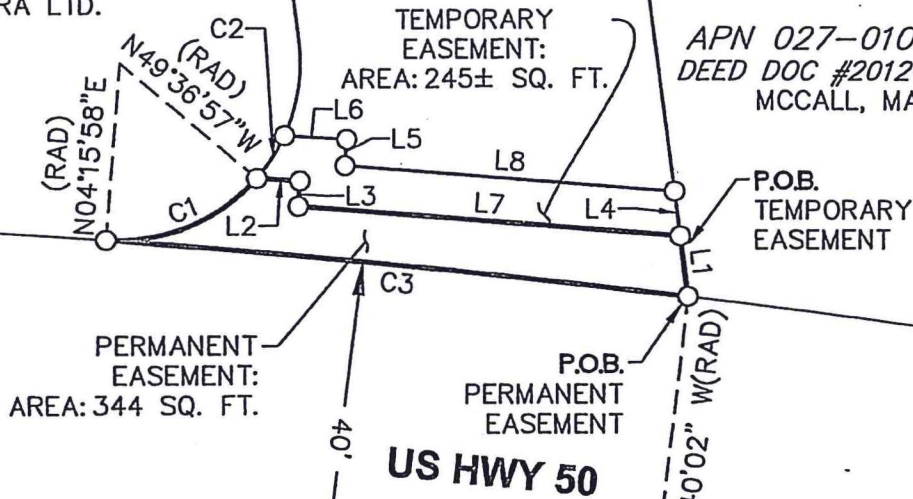 RA LTD.
C2
TEMPORARY
EASEMENT:
AREA: 245± SQ. FT.
APN 027-010
DEED DOC #2012
MCCALL, MA
N49°36'57"W
(RAD)
(RAD)
N04°15'58"E
L6
L5
L8
C1
L2
L3
L7
L4
L1
P.O.B.
TEMPORARY
EASEMENT
C3
PERMANENT
EASEMENT:
AREA: 344 SQ. FT.
P.O.B.
PERMANENT
EASEMENT
40'
US HWY 50
0'02" W(RAD)